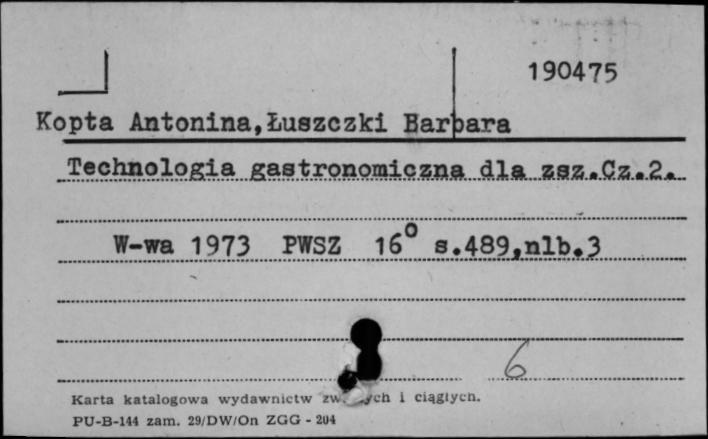 190475
Kopta Antonina,Łuszczki Barbara
Technologia gastronomiczna dla zsz.Cz.2.
W-wa 1973 PWSZ 16° s.489,nlb.3
6
Karta katalogowa wydawnictw i ciągłych.
PU-B-144 zam. 29/DW/On ZGG - 204